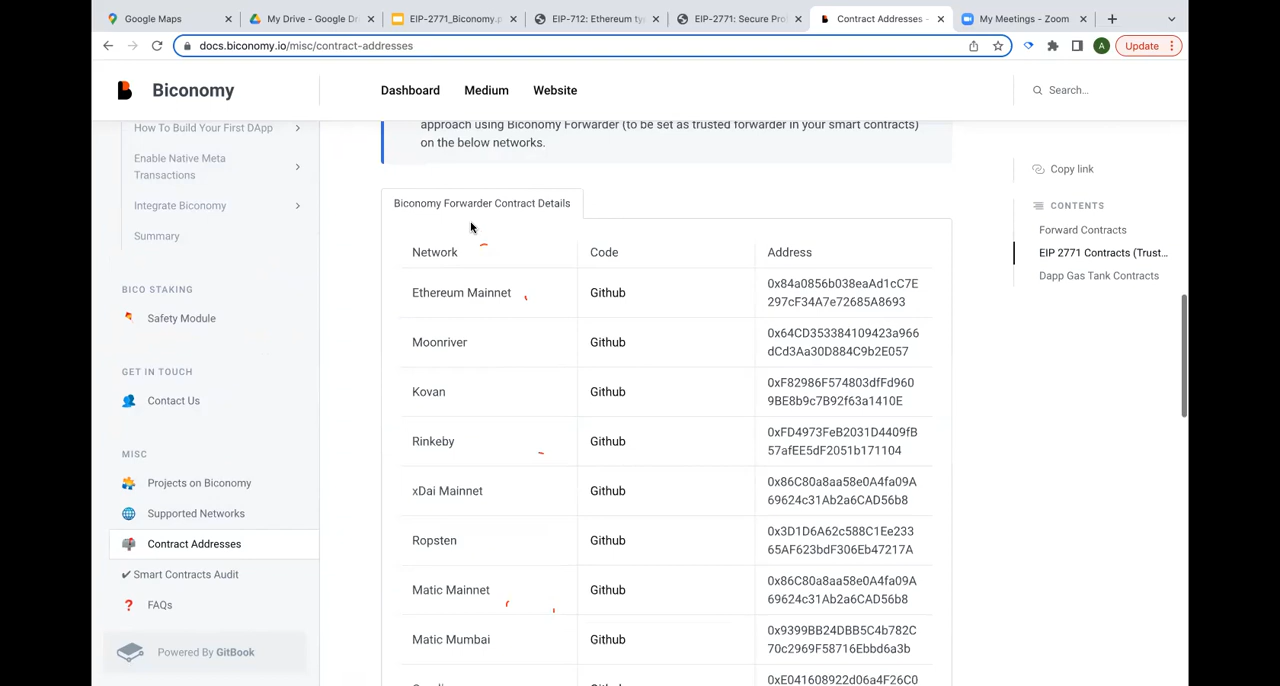 Google Maps
My Drive - Google Dr
EIP-2771_Biconomy.p
EIP-712: Ethereum ty
EIP-2771: Secure Pro
Contract Addresses -
My Meetings - Zoom
docs.biconomy.io/misc/contract-addresses
A
Update
Biconomy
Dashboard
Medium
Website
Search...
How To Build Your First DApp
Enable Native Meta
Transactions
Integrate Biconomy
Summary
BICO STAKING
Safety Module
GET IN TOUCH
Contact Us
MISC
Projects on Biconomy
Supported Networks
Contract Addresses
✔ Smart Contracts Audit
FAQs
Powered By GitBook
approach using Biconomy Forwarder (to be set as trusted forwarder in your smart contracts)
on the below networks.
Biconomy Forwarder Contract Details
Network Code Address
Ethereum Mainnet Github 0x84a0856b038eaAd1cC7E
297cF34A7e72685A8693
Moonriver Github 0x64CD353384109423a966
dCd3Aa30D884C9b2E057
Kovan Github 0xF82986F574803dfFd960
9BE8b9c7B92f63a1410E
Rinkeby Github 0xFD4973FeB2031D4409fB
57afEE5dF2051b171104
xDai Mainnet Github 0x86C80a8aa58e0A4fa09A
69624c31Ab2a6CAD56b8
Ropsten Github 0x3D1D6A62c588C1Ee233
65AF623bdF306Eb47217A
Matic Mainnet Github 0x86C80a8aa58e0A4fa09A
69624c31Ab2a6CAD56b8
Matic Mumbai Github 0x9399BB24DBB5C4b782C
70c2969F58716Ebbd6a3b
0xE041608922d06a4F26C0
Copy link
CONTENTS
Forward Contracts
EIP 2771 Contracts (Trust...
Dapp Gas Tank Contracts